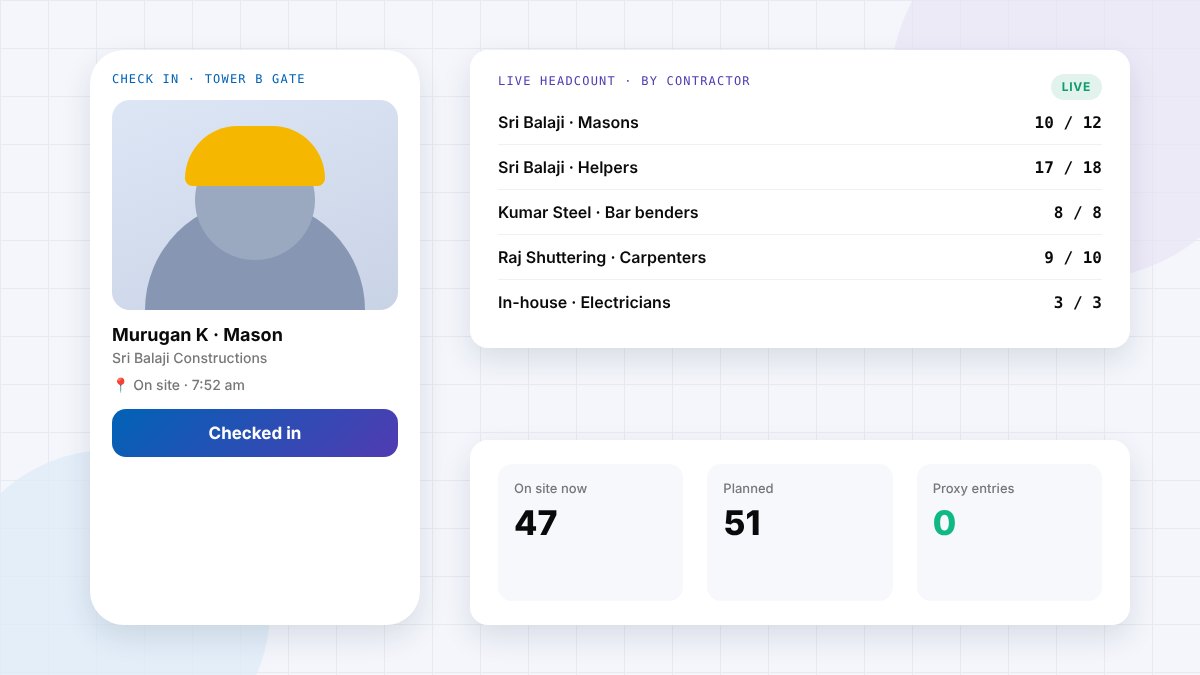 CHECK IN · TOWER B GATE
Murugan K · Mason
Sri Balaji Constructions
📍 On site · 7:52 am
Checked in
LIVE HEADCOUNT · BY CONTRACTOR
LIVE
Sri Balaji · Masons 10 / 12
Sri Balaji · Helpers 17 / 18
Kumar Steel · Bar benders 8 / 8
Raj Shuttering · Carpenters 9 / 10
In-house · Electricians 3 / 3
On site now
47
Planned
51
Proxy entries
0